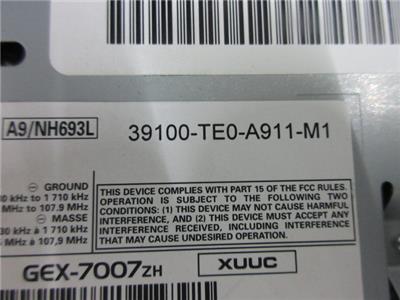 A9/NH693L
39100-TE0-A911-M1
GROUND
0 kHz to 1 710 kHz
MHz to 107.9 MHz
MASSE
30 kHz à 1 710 kHz
MHz à 107,9 MHz
THIS DEVICE COMPLIES WITH PART 15 OF THE FCC RULES.
OPERATION IS SUBJECT TO THE FOLLOWING TWO
CONDITIONS: (1) THIS DEVICE MAY NOT CAUSE HARMFUL
INTERFERENCE, AND (2) THIS DEVICE MUST ACCEPT ANY
INTERFERENCE RECEIVED, INCLUDING INTERFERENCE
THAT MAY CAUSE UNDESIRED OPERATION.
GEX-7007ZH
XUUC